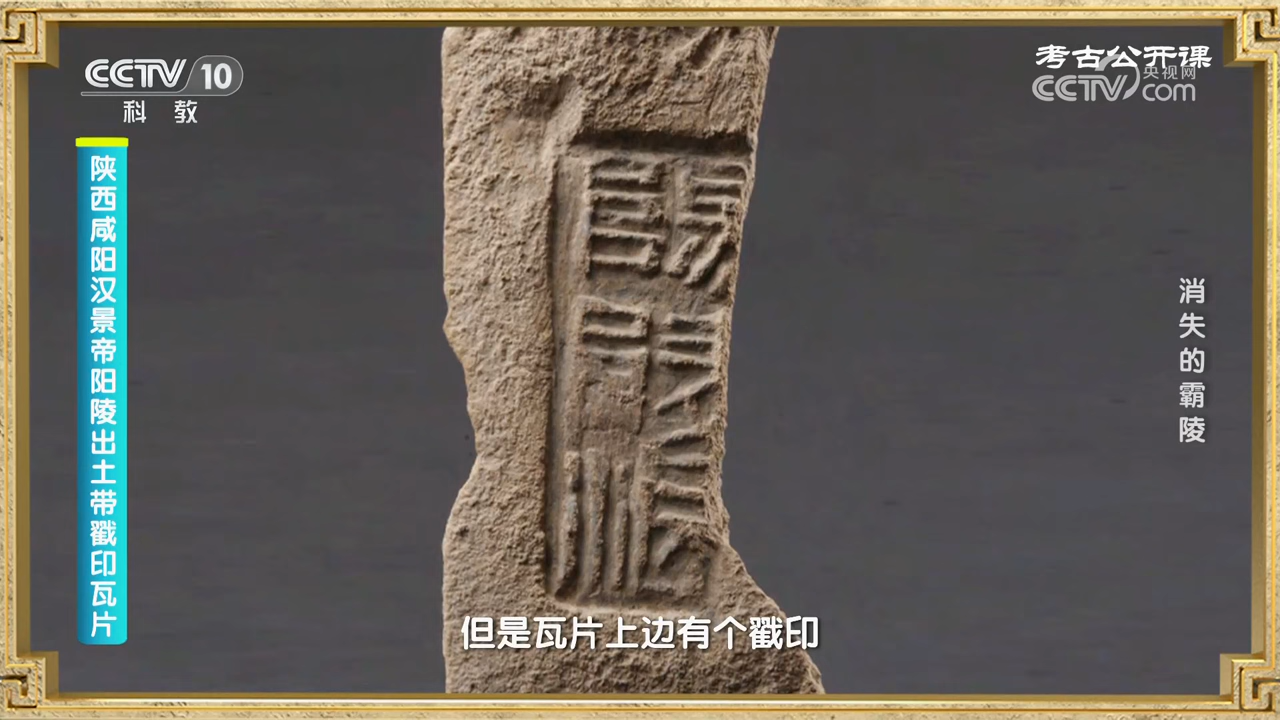 CCTV 10
科 教
考古公开课
央视网
CCTV.com
陕西咸阳汉景帝阳陵出土带戳印瓦片
消失的霸陵
但是瓦片上边有个戳印